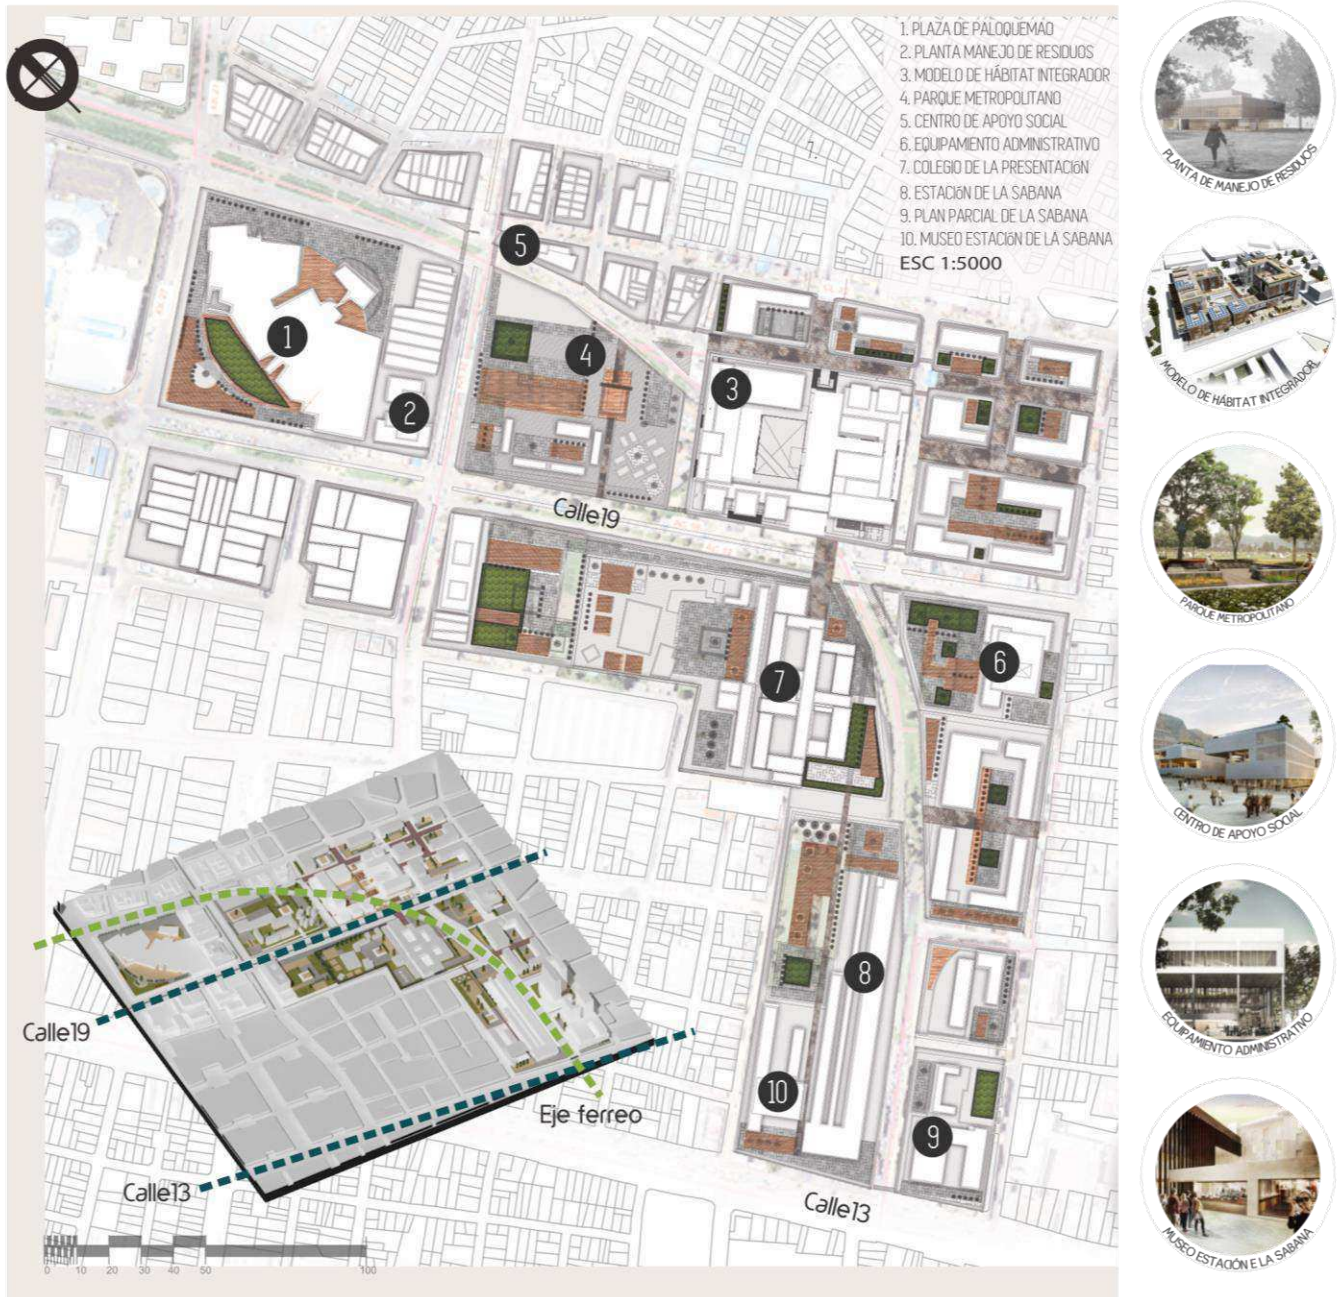 1. PLAZA DE PALOQUEMAO
2. PLANTA MANEJO DE RESIDUOS
3. MODELO DE HÁBITAT INTEGRADOR
4. PARQUE METROPOLITANO
5. CENTRO DE APOYO SOCIAL
6. EQUIPAMIENTO ADMINISTRATIVO
7. COLEGIO DE LA PRESENTACIÓN
8. ESTACIÓN DE LA SABANA
9. PLAN PARCIAL DE LA SABANA
10. MUSEO ESTACIÓN DE LA SABANA
ESC 1:5000
5
1
4
3
2
Calle19
6
7
8
10
9
Calle13
Calle19
Eje ferreo
Calle13
0 10 20 30 40 50 100
PLANTA DE MANEJO DE RESIDUOS
MODELO DE HÁBITAT INTEGRADOR
PARQUE METROPOLITANO
CENTRO DE APOYO SOCIAL
EQUIPAMIENTO ADMINISTRATIVO
MUSEO ESTACIÓN E LA SABANA